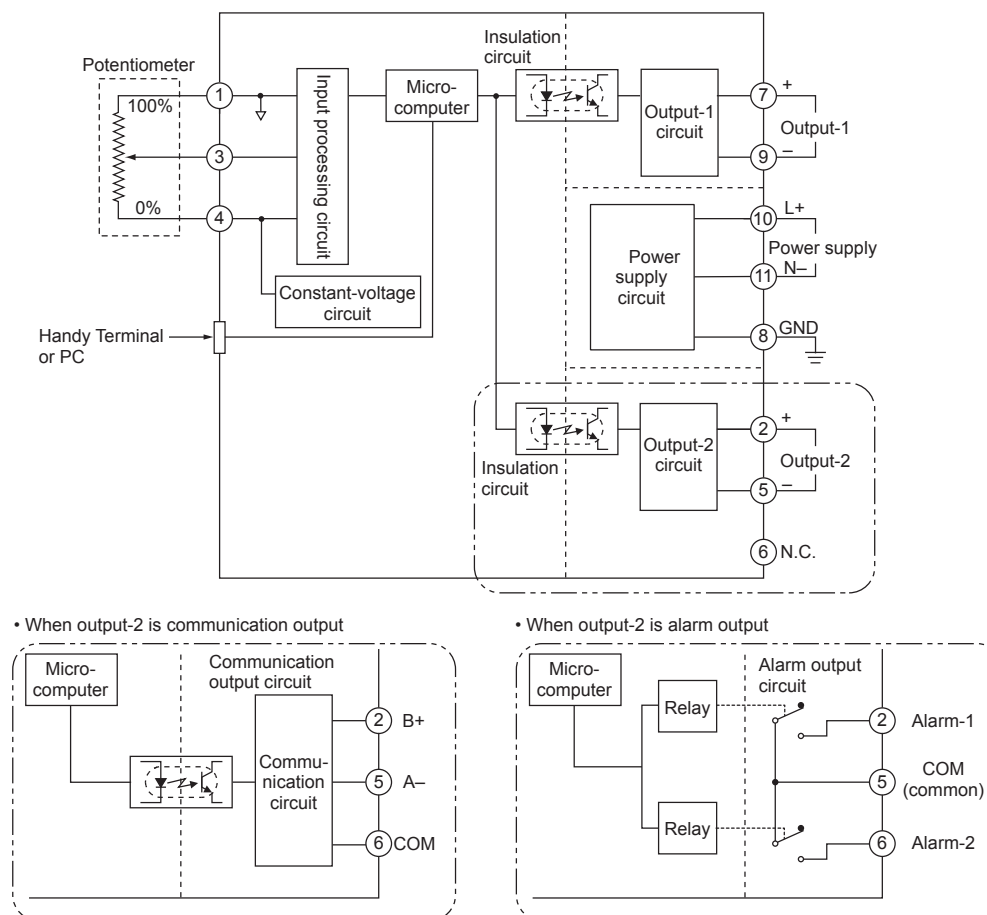 Insulation
circuit
Potentiometer
100%
0%
1
3
4
Input processing circuit
Micro-
computer
Output-1
circuit
7
+
Output-1
9
–
10
L+
Power supply
11
N–
Power
supply
circuit
8
GND
Constant-voltage
circuit
Handy Terminal
or PC
Insulation
circuit
Output-2
circuit
2
+
Output-2
5
–
6
N.C.
• When output-2 is communication output
Micro-
computer
Communication
output circuit
Commu-
nication
circuit
2
B+
5
A–
6
COM
• When output-2 is alarm output
Micro-
computer
Relay
Relay
Alarm output
circuit
2
Alarm-1
5
COM
(common)
6
Alarm-2